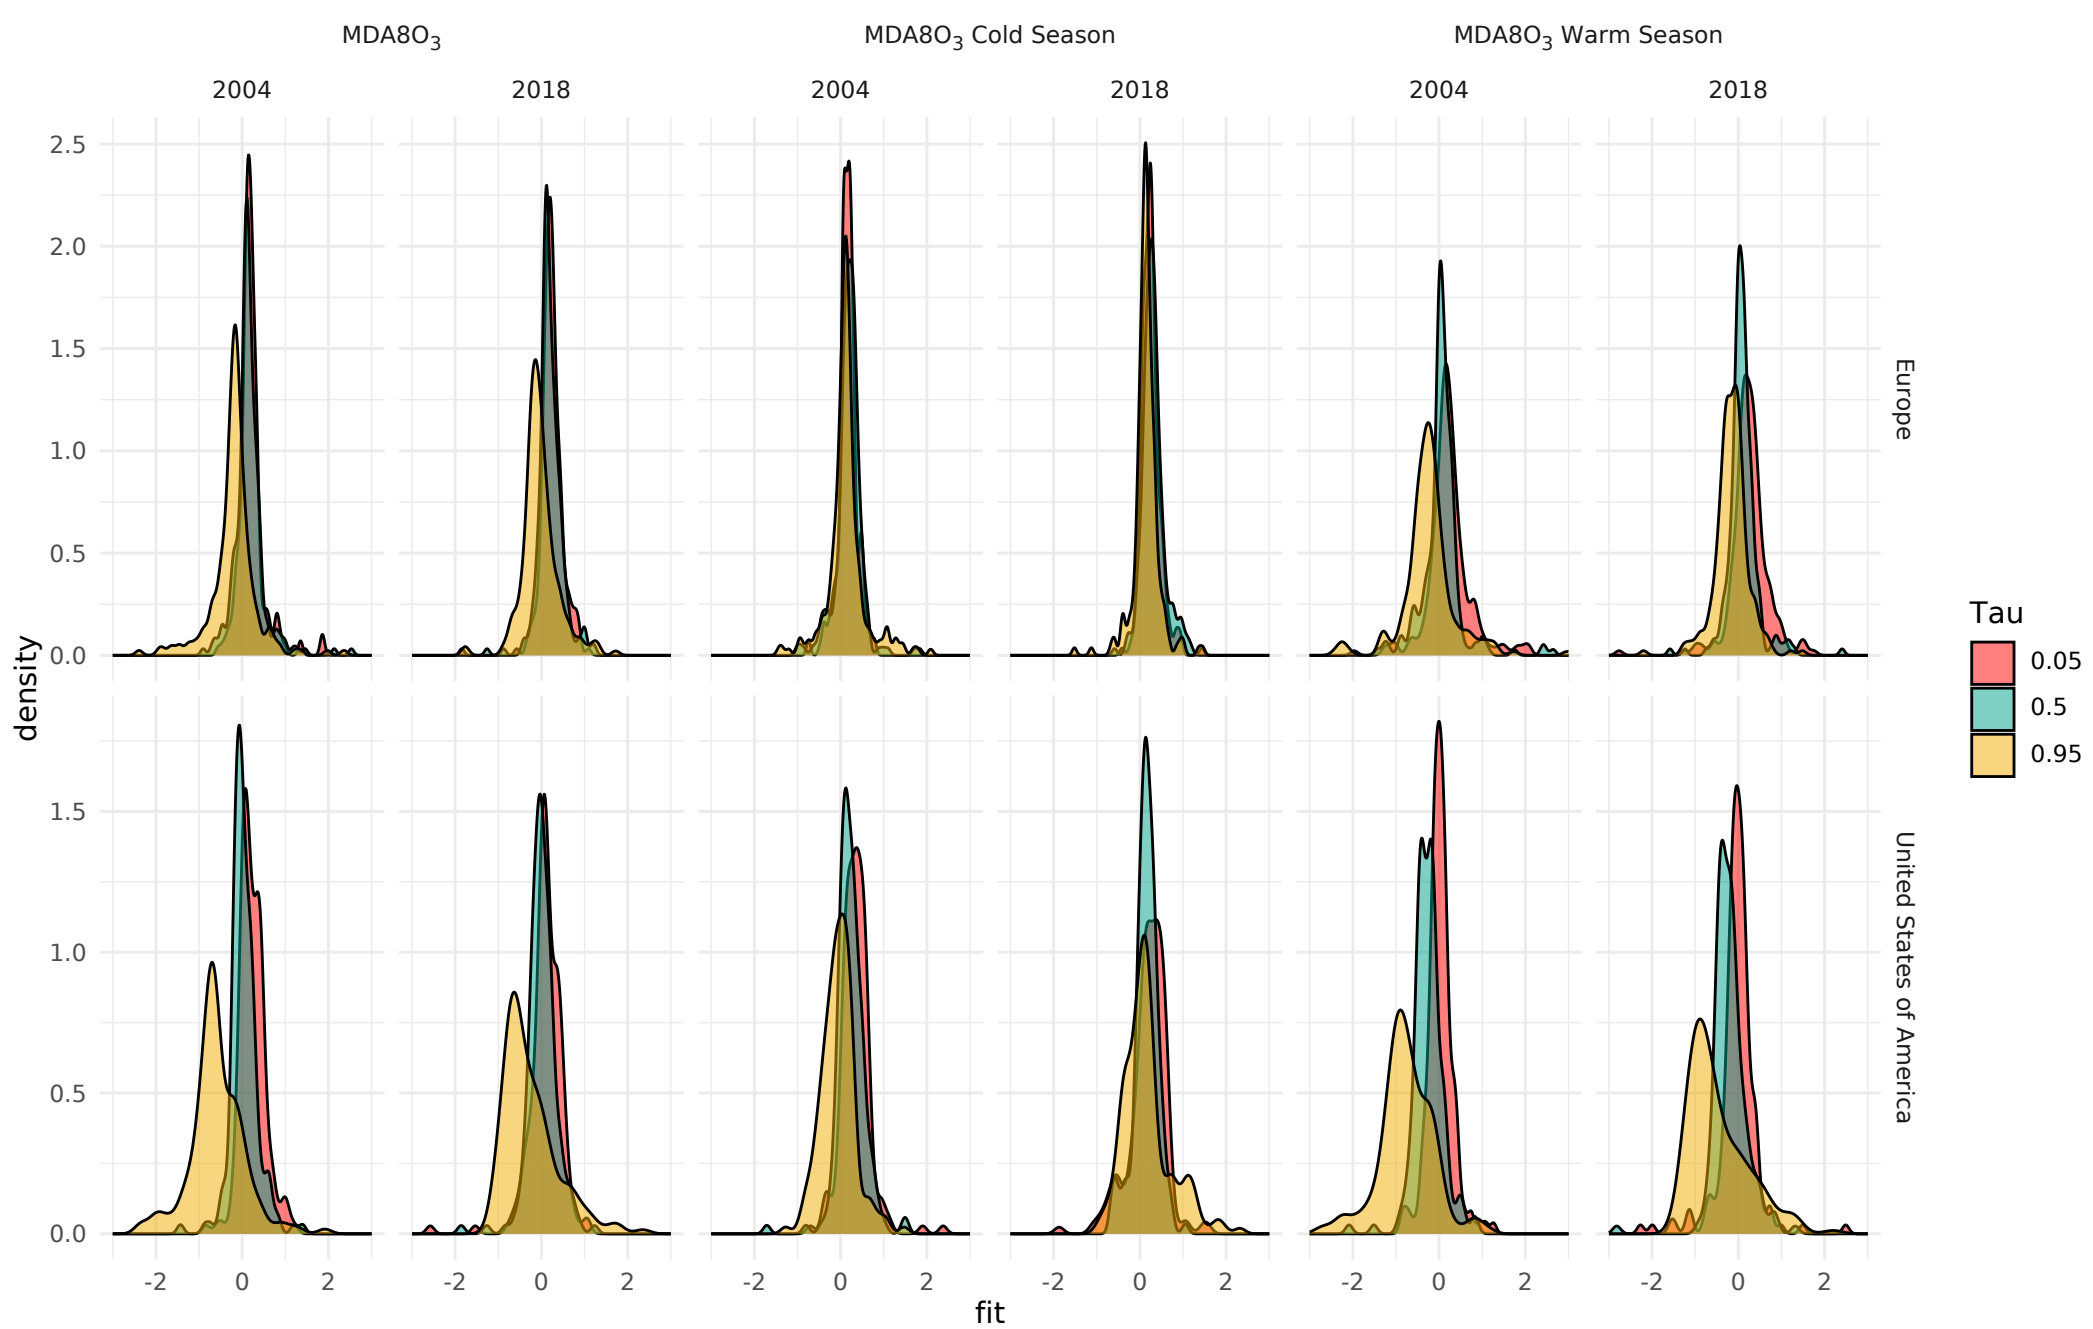 MDA8O₃ MDA8O₃ Cold Season MDA8O₃ Warm Season
2004 2018 2004 2018 2004 2018
2.5
2.0
1.5
1.0
0.5
0.0
Europe
1.5
1.0
0.5
0.0
United States of America
-2 0 2 -2 0 2 -2 0 2 -2 0 2 -2 0 2 -2 0 2
fit
density
Tau
0.05
0.5
0.95